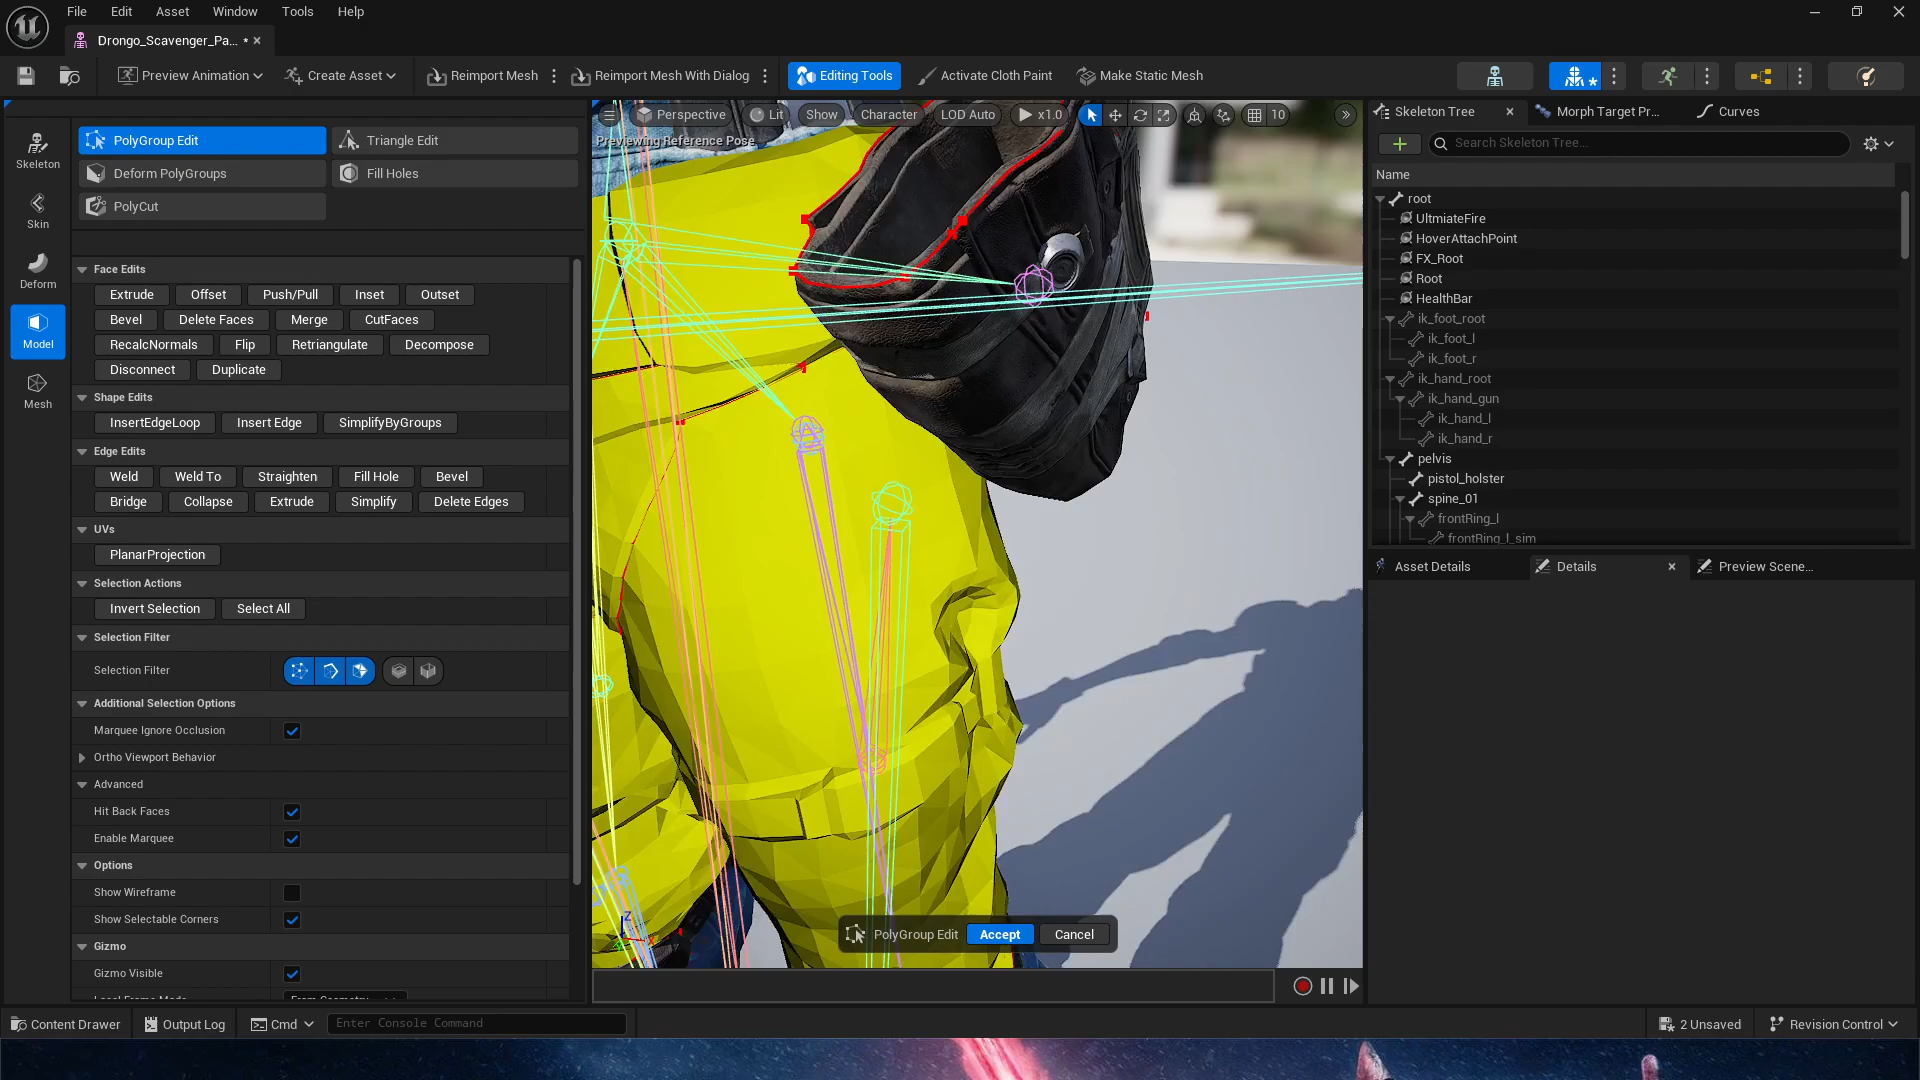 File Edit Asset Window Tools Help
Drongo_Scavenger_Pa... •
Preview Animation Create Asset Reimport Mesh Reimport Mesh With Dialog Editing Tools Activate Cloth Paint Make Static Mesh
Skeleton
Skin
Deform
Model
Mesh
PolyGroup Edit Triangle Edit
Deform PolyGroups Fill Holes
PolyCut
Face Edits
Extrude Offset Push/Pull Inset Outset
Bevel Delete Faces Merge CutFaces
RecalcNormals Flip Retriangulate Decompose
Disconnect Duplicate
Shape Edits
InsertEdgeLoop Insert Edge SimplifyByGroups
Edge Edits
Weld Weld To Straighten Fill Hole Bevel
Bridge Collapse Extrude Simplify Delete Edges
UVs
PlanarProjection
Selection Actions
Invert Selection Select All
Selection Filter
Selection Filter
Additional Selection Options
Marquee Ignore Occlusion
Ortho Viewport Behavior
Advanced
Hit Back Faces
Enable Marquee
Options
Show Wireframe
Show Selectable Corners
Gizmo
Gizmo Visible
Perspective Lit Show Character LOD Auto x1.0 10
Previewing Reference Pose
Z
X
PolyGroup Edit Accept Cancel
Skeleton Tree Morph Target Pr... Curves
Search Skeleton Tree...
Name
root
UltmiateFire
HoverAttachPoint
FX_Root
Root
HealthBar
ik_foot_root
ik_foot_l
ik_foot_r
ik_hand_root
ik_hand_gun
ik_hand_l
ik_hand_r
pelvis
pistol_holster
spine_01
frontRing_l
frontRing_l_sim
Asset Details Details Preview Scene...
Content Drawer Output Log Cmd Enter Console Command 2 Unsaved Revision Control